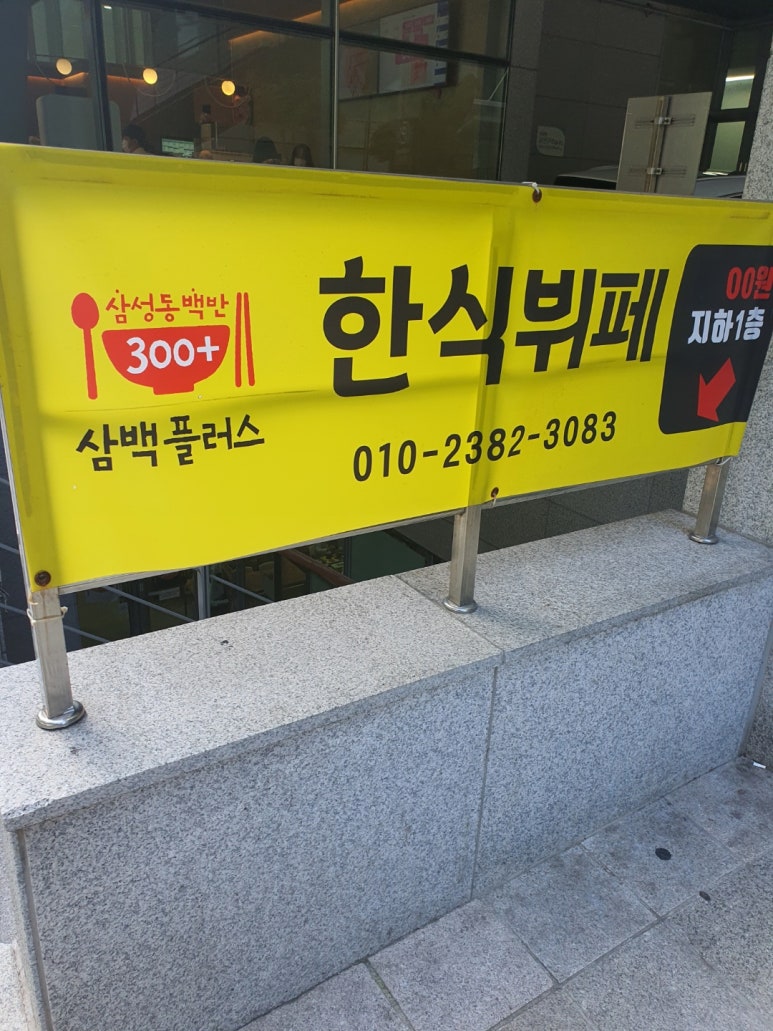 삼성동백반
300+
삼백플러스
한식뷔페
010-2382-3083
00원
지하1층